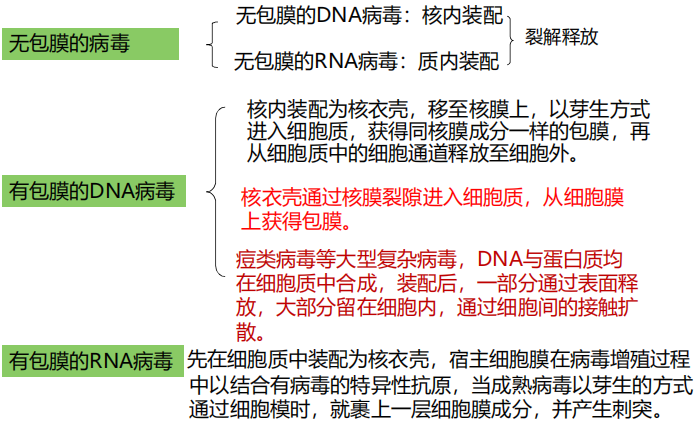 无包膜的病毒
无包膜的DNA病毒：核内装配
无包膜的RNA病毒：质内装配
裂解释放
有包膜的DNA病毒
核内装配为核衣壳，移至核膜上，以芽生方式
进入细胞质，获得同核膜成分一样的包膜，再
从细胞质中的细胞通道释放至细胞外。
核衣壳通过核膜裂隙进入细胞质，从细胞膜
上获得包膜。
痘类病毒等大型复杂病毒，DNA与蛋白质均
在细胞质中合成，装配后，一部分通过表面释
放，大部分留在细胞内，通过细胞间的接触扩
散。
有包膜的RNA病毒
先在细胞质中装配为核衣壳，宿主细胞膜在病毒增殖过程
中以结合有病毒的特异性抗原，当成熟病毒以芽生的方式
通过细胞模时，就裹上一层细胞膜成分，并产生刺突。